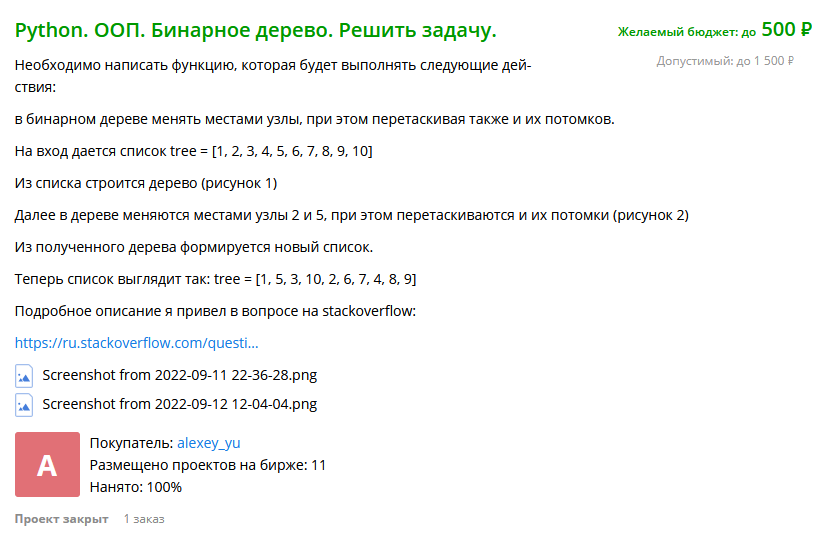 Python. ООП. Бинарное дерево. Решить задачу.
Желаемый бюджет: до 500 ₽
Допустимый: до 1 500 ₽
Необходимо написать функцию, которая будет выполнять следующие дей-
ствия:
в бинарном дереве менять местами узлы, при этом перетаскивая также и их потомков.
На вход дается список tree = [1, 2, 3, 4, 5, 6, 7, 8, 9, 10]
Из списка строится дерево (рисунок 1)
Далее в дереве меняются местами узлы 2 и 5, при этом перетаскиваются и их потомки (рисунок 2)
Из полученного дерева формируется новый список.
Теперь список выглядит так: tree = [1, 5, 3, 10, 2, 6, 7, 4, 8, 9]
Подробное описание я привел в вопросе на stackoverflow:
https://ru.stackoverflow.com/questi...
Screenshot from 2022-09-11 22-36-28.png
Screenshot from 2022-09-12 12-04-04.png
A
Покупатель: alexey_yu
Размещено проектов на бирже: 11
Нанято: 100%
Проект закрыт 1 заказ